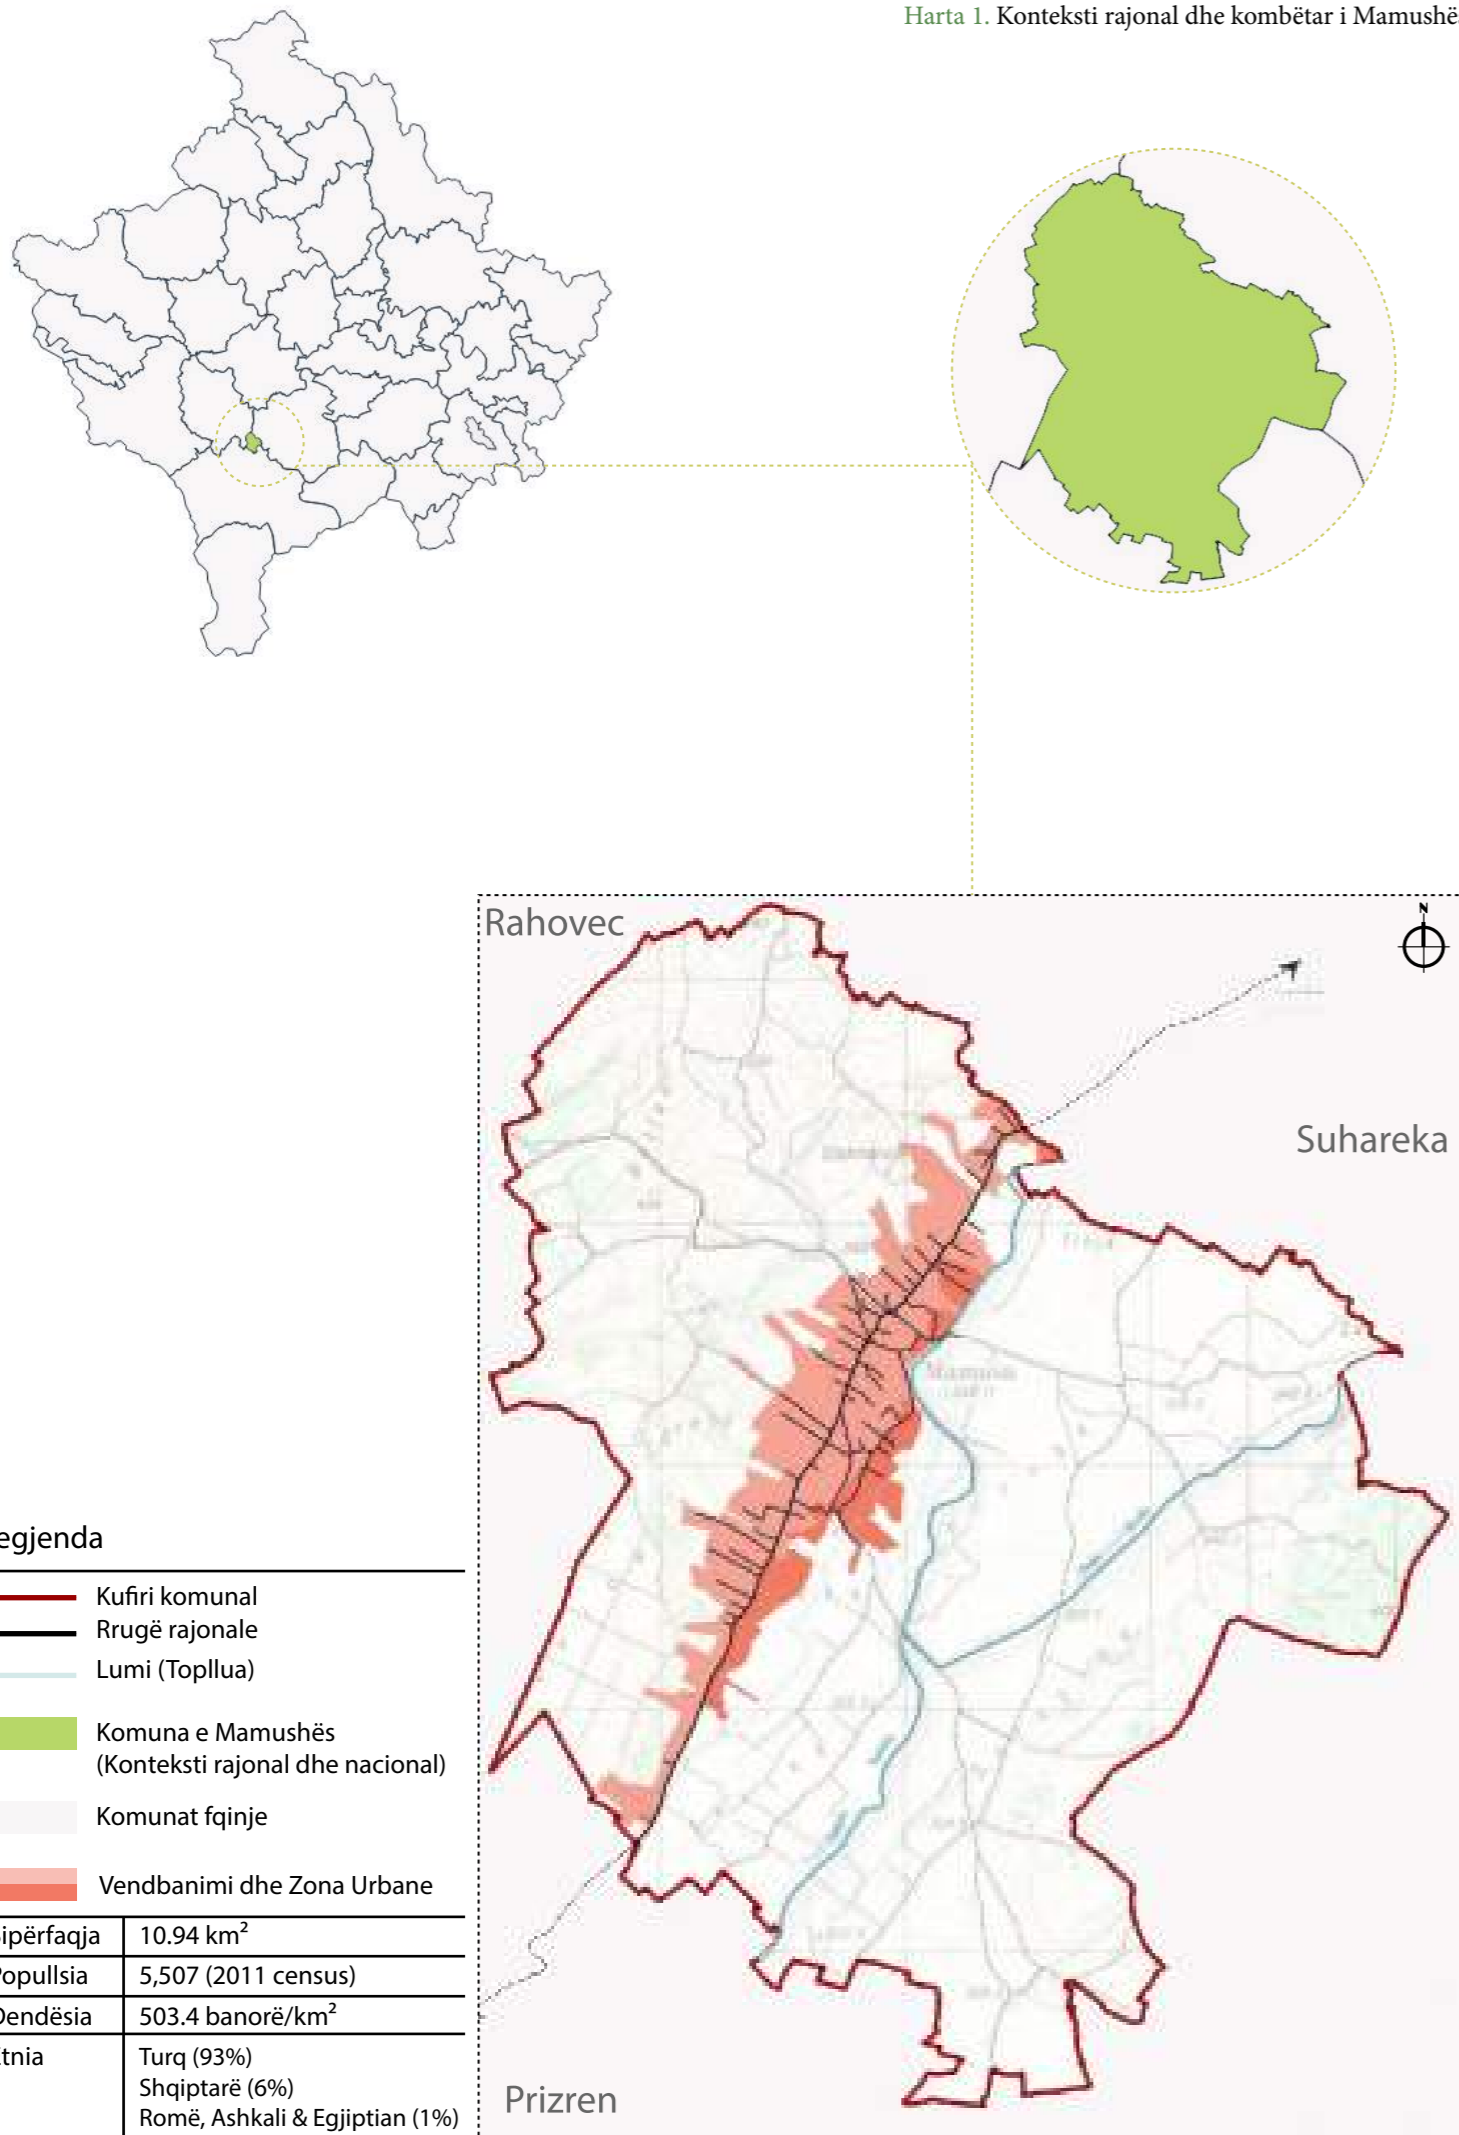 Harta 1. Konteksti rajonal dhe kombëtar i Mamushë
Rahovec
N
Suhareka
egjenda
Kufiri komunal
Rrugë rajonale
Lumi (Topllua)
Komuna e Mamushës
(Konteksti rajonal dhe nacional)
Komunat fqinje
Vendbanimi dhe Zona Urbane
ipërfaqja 10.94 km²
Popullsia 5,507 (2011 census)
Dendësia 503.4 banorë/km²
tnia Turq (93%)
Shqiptarë (6%)
Romë, Ashkali & Egjiptian (1%)
Prizren